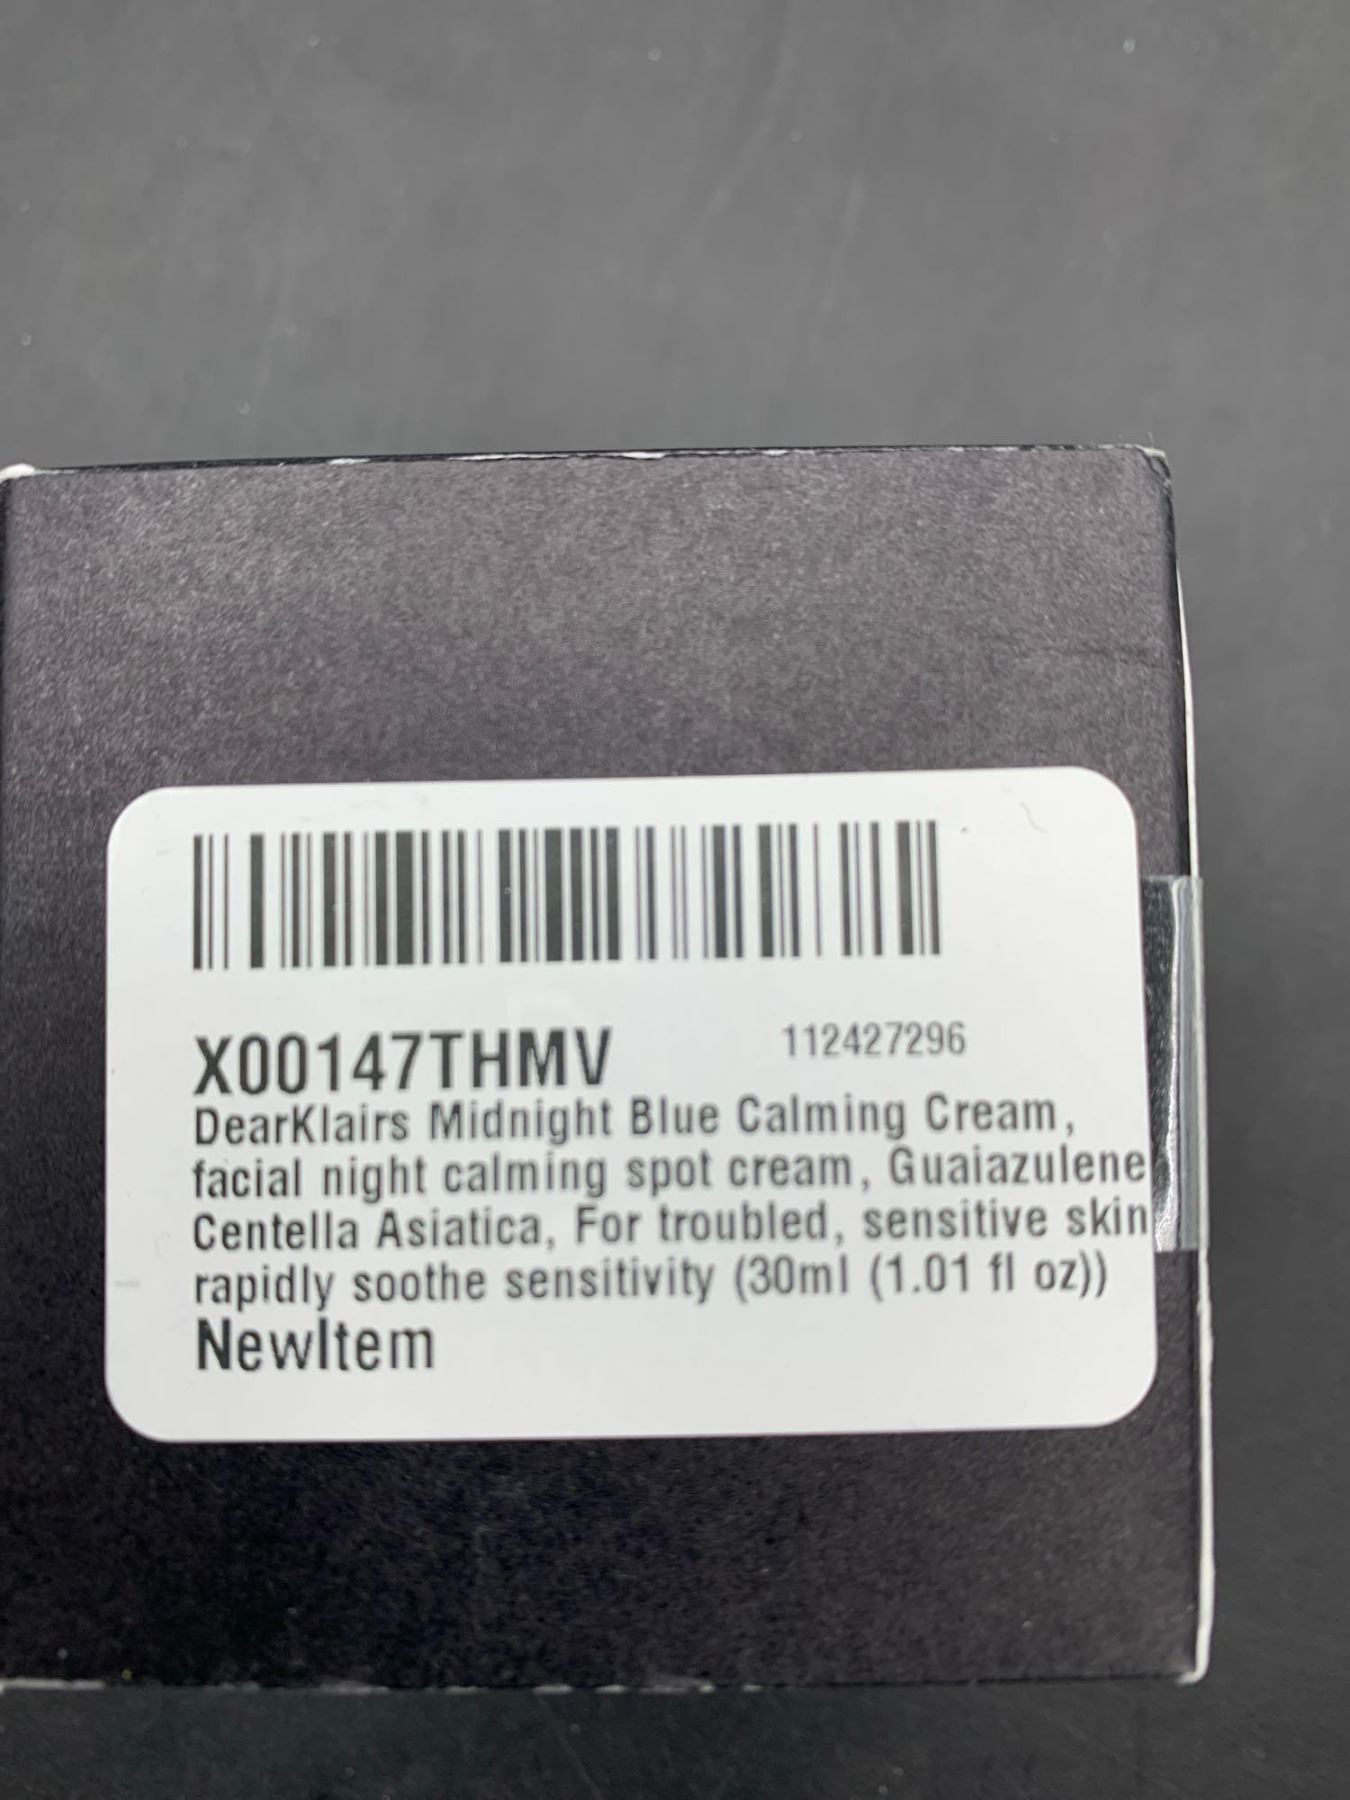 X00147THMV 112427296
DearKlairs Midnight Blue Calming Cream,
facial night calming spot cream, Guaiazulene
Centella Asiatica, For troubled, sensitive skin
rapidly soothe sensitivity (30ml (1.01 fl oz))
NewItem